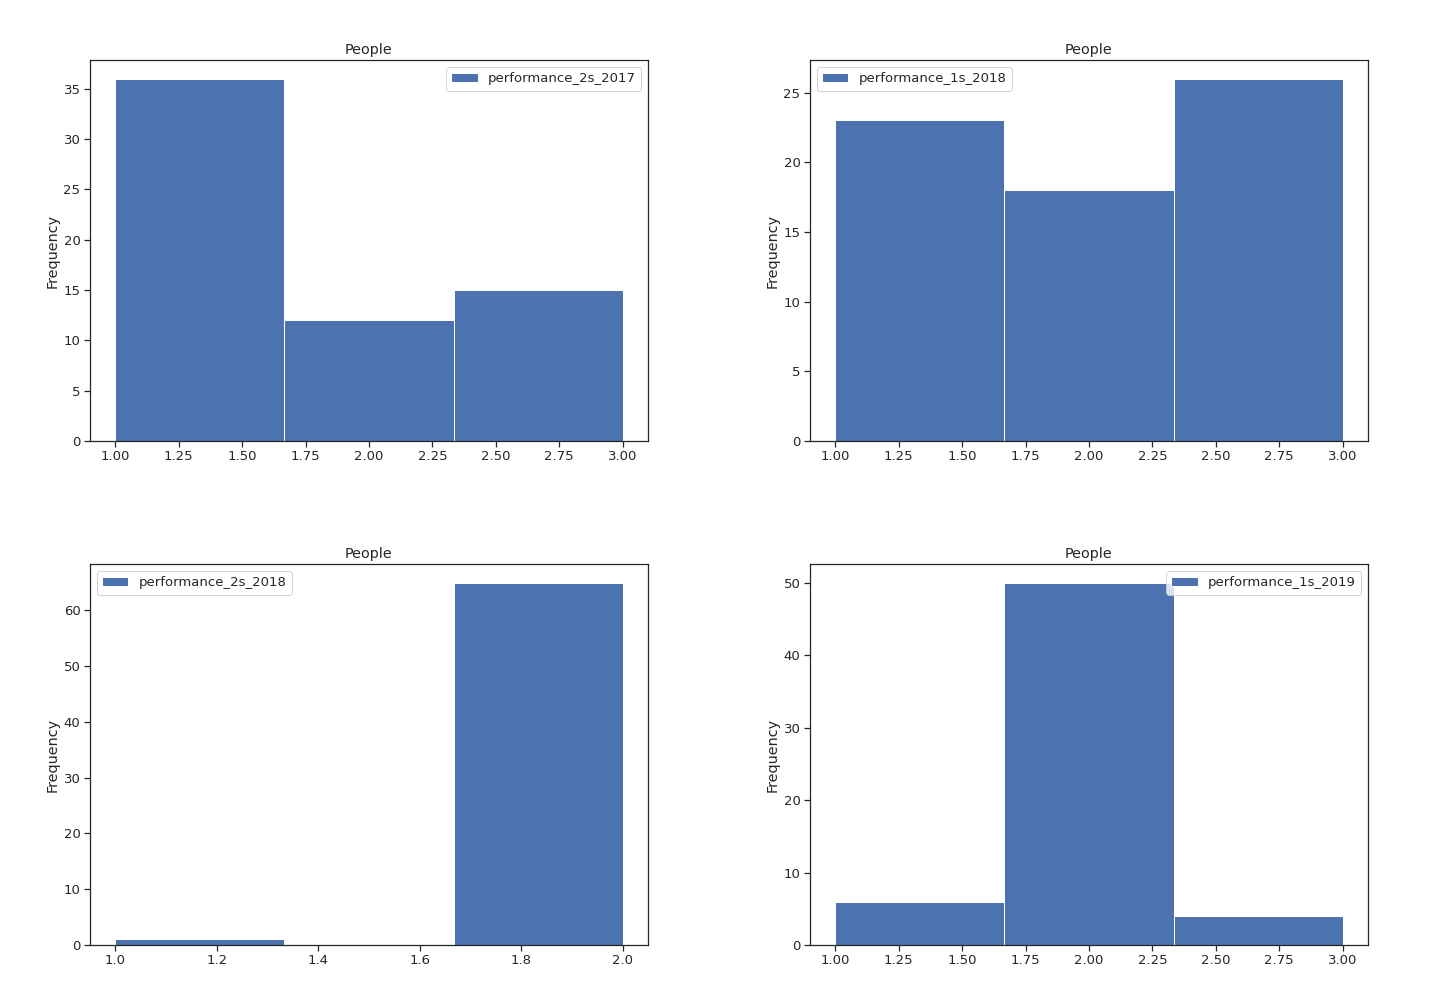 People
performance_2s_2017
Frequency
35
30
25
20
15
10
5
0
1.00 1.25 1.50 1.75 2.00 2.25 2.50 2.75 3.00
People
performance_1s_2018
Frequency
25
20
15
10
5
0
1.00 1.25 1.50 1.75 2.00 2.25 2.50 2.75 3.00
People
performance_2s_2018
Frequency
60
50
40
30
20
10
0
1.0 1.2 1.4 1.6 1.8 2.0
People
performance_1s_2019
Frequency
50
40
30
20
10
0
1.00 1.25 1.50 1.75 2.00 2.25 2.50 2.75 3.00